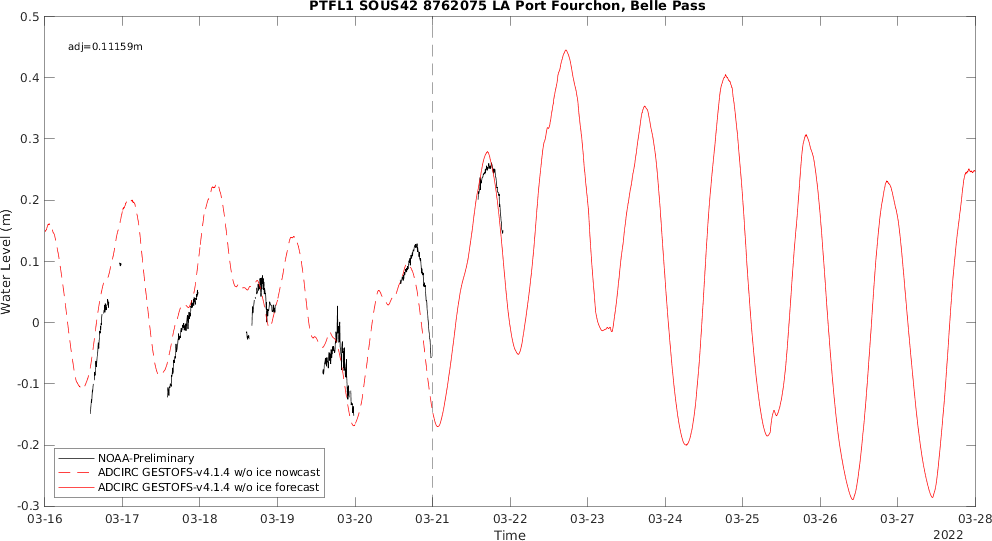 PTFL1 SOUS42 8762075 LA Port Fourchon, Belle Pass
0.5
adj=0.11159m
0.4
0.3
0.2
0.1
0
-0.1
-0.2
-0.3
Water Level (m)
NOAA-Preliminary
ADCIRC GESTOFS-v4.1.4 w/o ice nowcast
ADCIRC GESTOFS-v4.1.4 w/o ice forecast
03-16 03-17 03-18 03-19 03-20 03-21 03-22 03-23 03-24 03-25 03-26 03-27 03-28
Time
2022